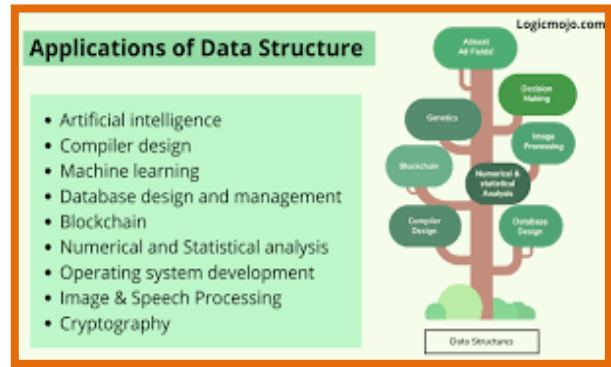 Logicmojo.com
Applications of Data Structure
• Artificial intelligence
• Compiler design
• Machine learning
• Database design and management
• Blockchain
• Numerical and Statistical analysis
• Operating system development
• Image & Speech Processing
• Cryptography
Almost
All Fields!
Decision
Making
Genetics
Image
Processing
Blockchain
Numerical &
statistical
Analysis
Compiler
Design
Database
Design
Data Structures